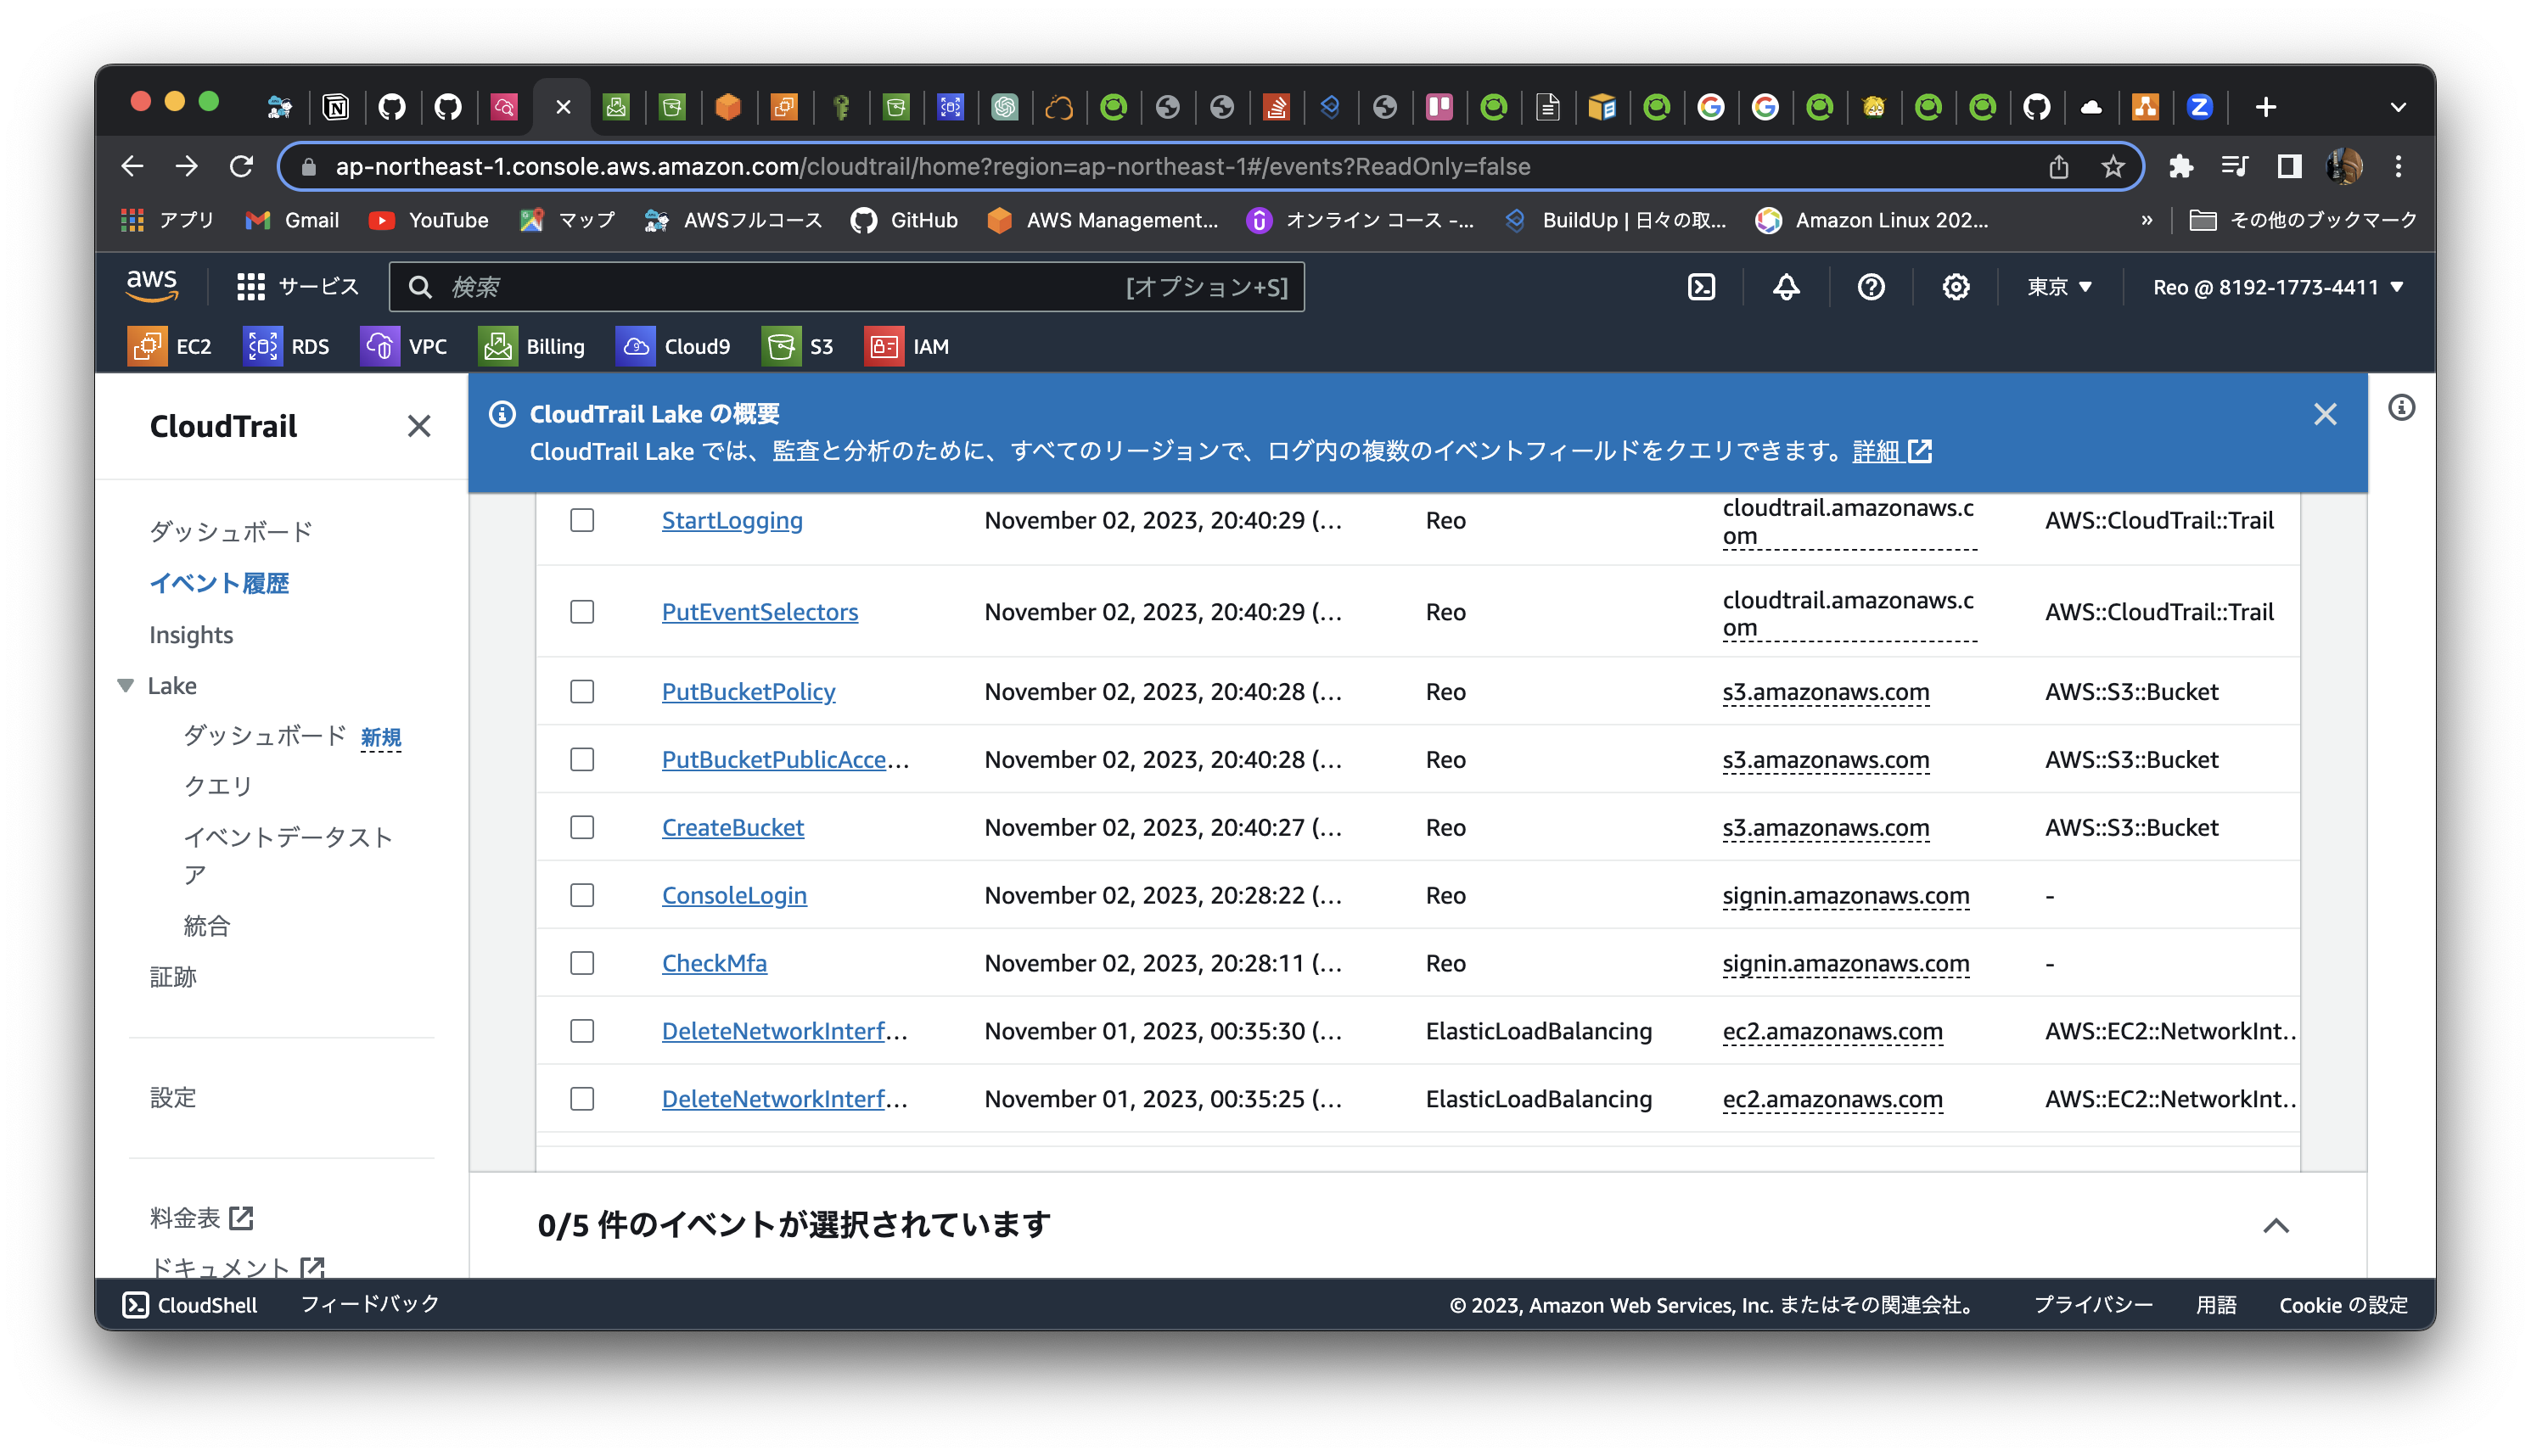 ap-northeast-1.console.aws.amazon.com/cloudtrail/home?region=ap-northeast-1#/events?ReadOnly=false
アプリ Gmail YouTube マップ AWSフルコース GitHub AWS Management... オンライン コース -... BuildUp | 日々の取... Amazon Linux 202... » その他のブックマーク
aws サービス 検索 [オプション+S] 東京 Reo @ 8192-1773-4411
EC2 RDS VPC Billing Cloud9 S3 IAM
CloudTrail
ダッシュボード
イベント履歴
Insights
Lake
ダッシュボード 新規
クエリ
イベントデータスト
ア
統合
証跡
設定
料金表
ドキュメント
CloudTrail Lake の概要
CloudTrail Lake では、監査と分析のために、すべてのリージョンで、ログ内の複数のイベントフィールドをクエリできます。詳細
StartLogging November 02, 2023, 20:40:29 (... Reo cloudtrail.amazonaws.c
om AWS::CloudTrail::Trail
PutEventSelectors November 02, 2023, 20:40:29 (... Reo cloudtrail.amazonaws.c
om AWS::CloudTrail::Trail
PutBucketPolicy November 02, 2023, 20:40:28 (... Reo s3.amazonaws.com AWS::S3::Bucket
PutBucketPublicAcce... November 02, 2023, 20:40:28 (... Reo s3.amazonaws.com AWS::S3::Bucket
CreateBucket November 02, 2023, 20:40:27 (... Reo s3.amazonaws.com AWS::S3::Bucket
ConsoleLogin November 02, 2023, 20:28:22 (... Reo signin.amazonaws.com -
CheckMfa November 02, 2023, 20:28:11 (... Reo signin.amazonaws.com -
DeleteNetworkInterf... November 01, 2023, 00:35:30 (... ElasticLoadBalancing ec2.amazonaws.com AWS::EC2::NetworkInt..
DeleteNetworkInterf... November 01, 2023, 00:35:25 (... ElasticLoadBalancing ec2.amazonaws.com AWS::EC2::NetworkInt..
0/5 件のイベントが選択されています
CloudShell フィードバック © 2023, Amazon Web Services, Inc. またはその関連会社。 プライバシー 用語 Cookie の設定